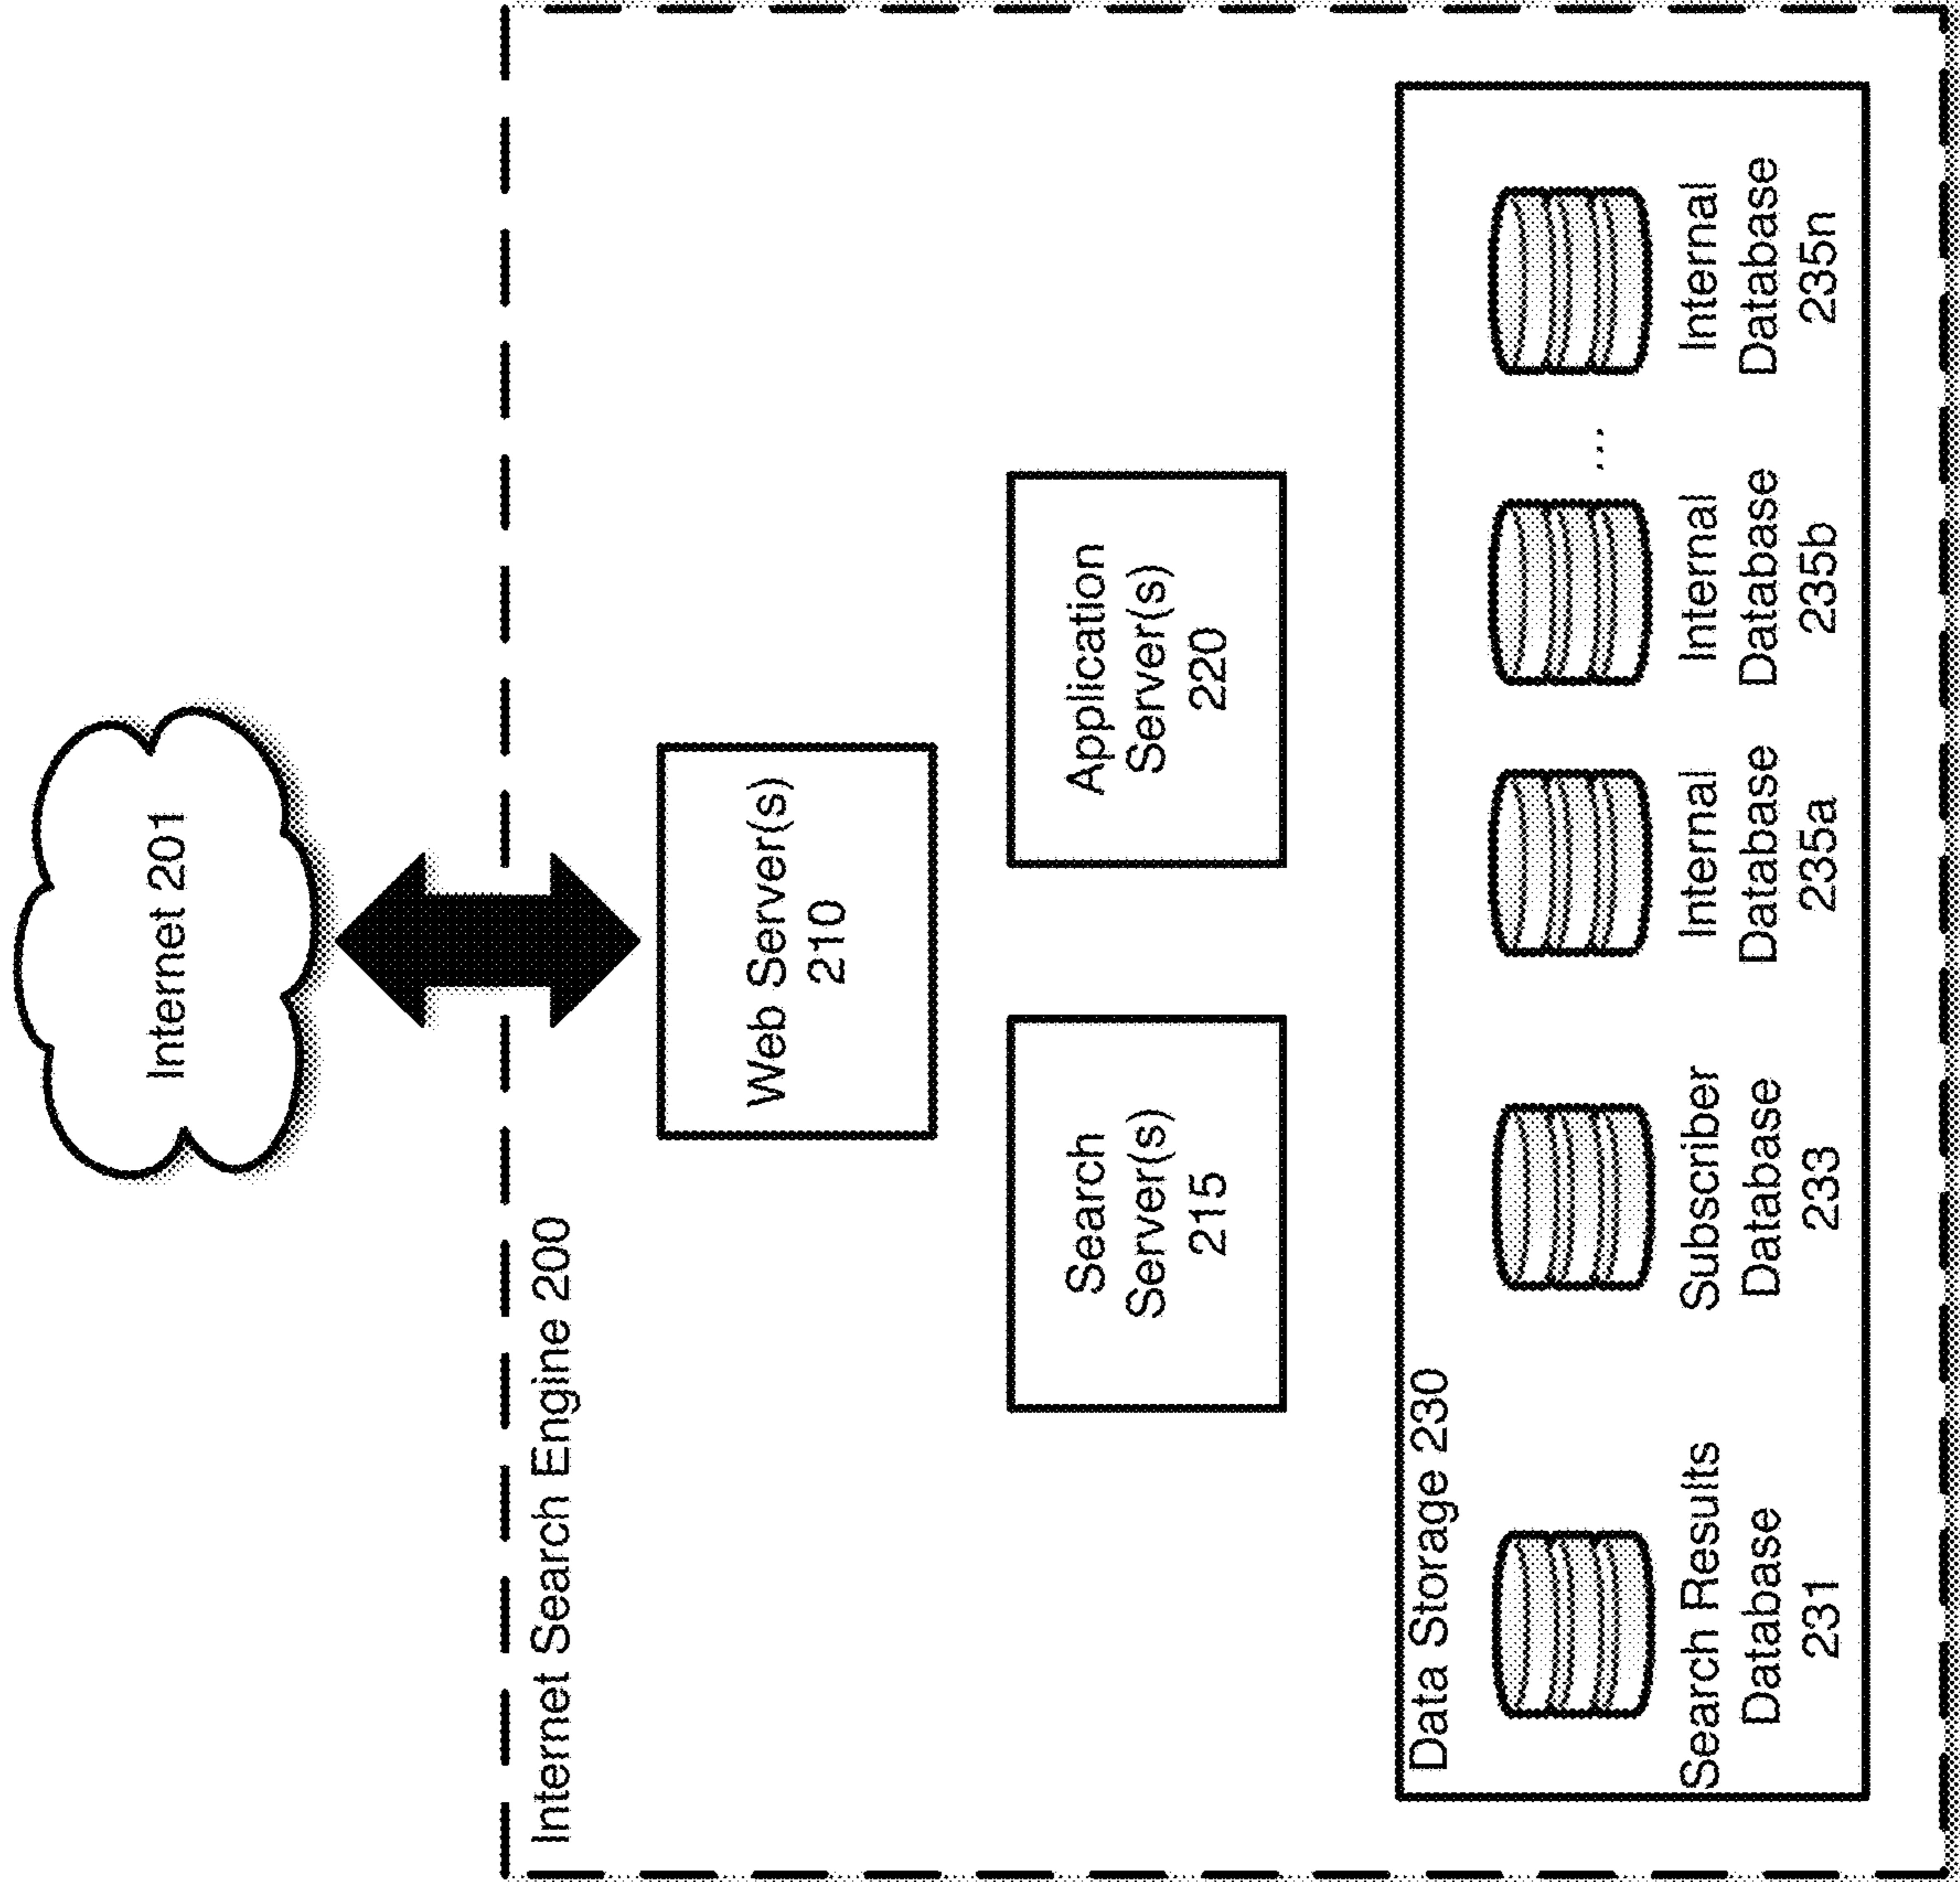 Internet 201
Internet Search Engine 200
Web Server(s)
210
Search
Server(s)
215
Application
Server(s)
220
Data Storage 230
Search Results
Database
231
Subscriber
Database
233
Internal
Database
235a
Internal
Database
235b
...
Internal
Database
235n